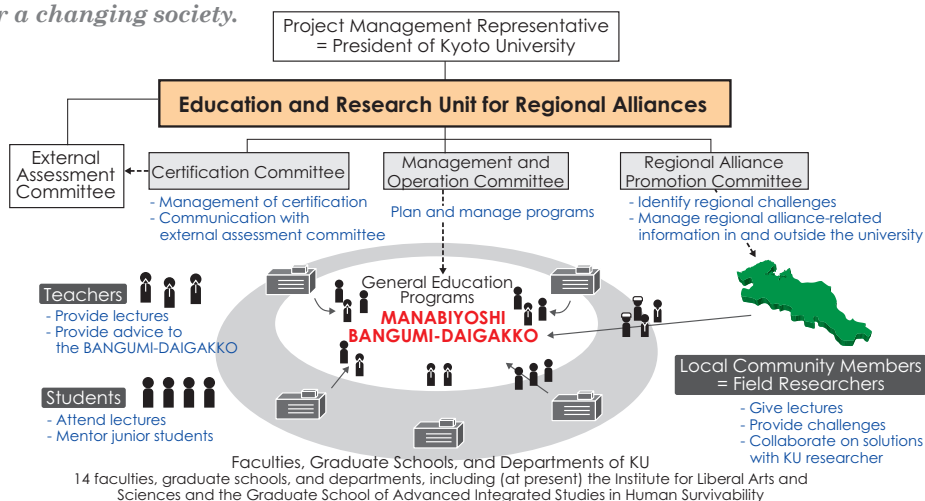 r a changing society.
Project Management Representative
= President of Kyoto University
Education and Research Unit for Regional Alliances
External
Assessment
Committee
Certification Committee
- Management of certification
- Communication with
external assessment committee
Management and
Operation Committee
Plan and manage programs
Regional Alliance
Promotion Committee
- Identify regional challenges
- Manage regional alliance-related
information in and outside the university
General Education
Programs
MANABIYOSHI
BANGUMI-DAIGAKKO
Teachers
- Provide lectures
- Provide advice to
the BANGUMI-DAIGAKKO
Students
- Attend lectures
- Mentor junior students
Local Community Members
= Field Researchers
- Give lectures
- Provide challenges
- Collaborate on solutions
with KU researcher
Faculties, Graduate Schools, and Departments of KU
14 faculties, graduate schools, and departments, including (at present) the Institute for Liberal Arts and
Sciences and the Graduate School of Advanced Integrated Studies in Human Survivability